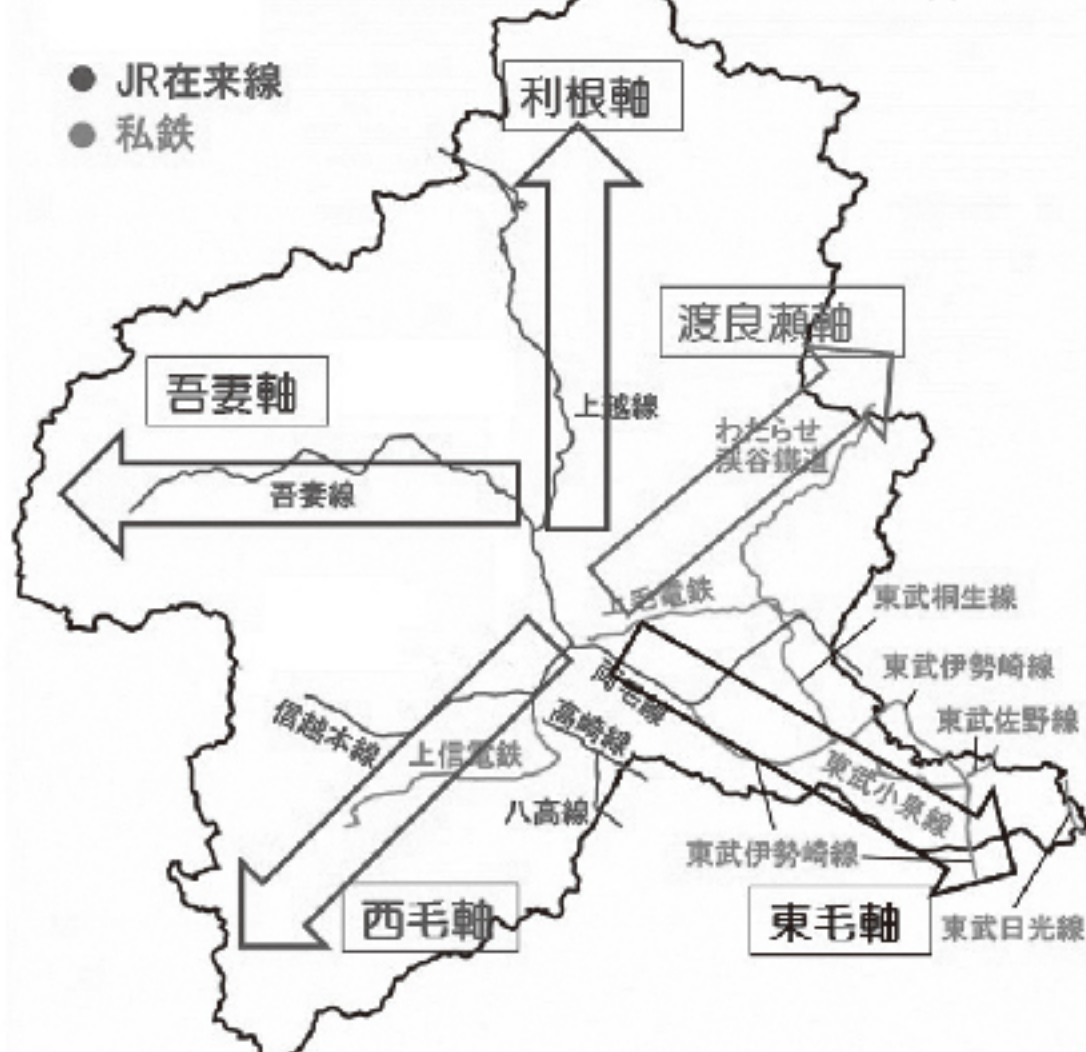 JR在来線
私鉄
利根軸
渡良瀬軸
吾妻軸
上越線
わたらせ
渓谷鐵道
吾妻線
上毛電鉄
東武桐生線
両毛線
東武伊勢崎線
信越本線
高崎線
東武佐野線
上信電鉄
東武小泉線
八高線
東武伊勢崎線
西毛軸
東毛軸
東武日光線